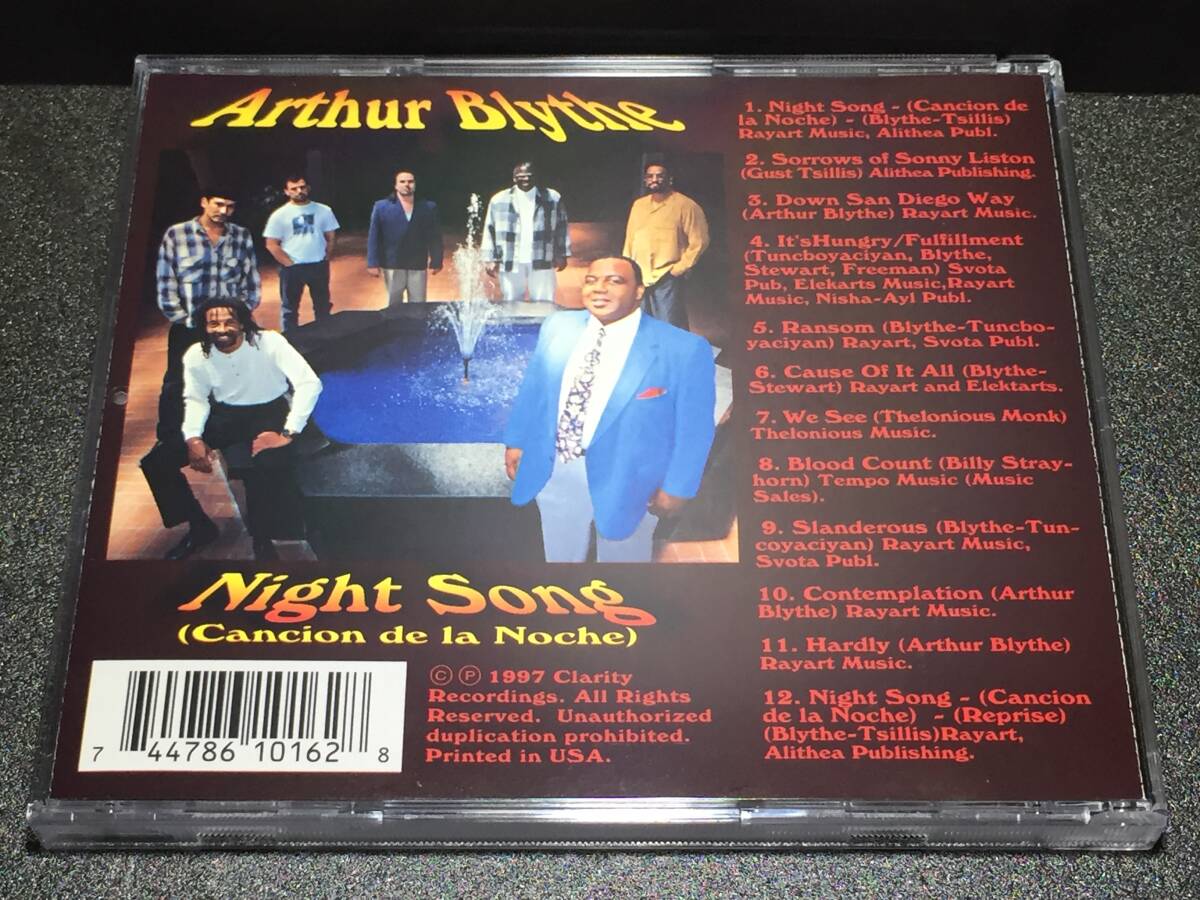 Arthur Blythe
Night Song
(Cancion de la Noche)
7 44786 10162 8
© ℗ 1997 Clarity
Recordings. All Rights
Reserved. Unauthorized
duplication prohibited.
Printed in USA.
1. Night Song - (Cancion de
la Noche) - (Blythe-Tsillis)
Rayart Music, Alithea Publ.
2. Sorrows of Sonny Liston
(Gust Tsillis) Alithea Publishing.
3. Down San Diego Way
(Arthur Blythe) Rayart Music.
4. It'sHungry/Fulfillment
(Tuncboyaciyan, Blythe,
Stewart, Freeman) Svota
Pub, Elekarts Music,Rayart
Music, Nisha-Ayl Publ.
5. Ransom (Blythe-Tuncbo-
yaciyan) Rayart, Svota Publ.
6. Cause Of It All (Blythe-
Stewart) Rayart and Elektarts.
7. We See (Thelonious Monk)
Thelonious Music.
8. Blood Count (Billy Stray-
horn) Tempo Music (Music
Sales).
9. Slanderous (Blythe-Tun-
coyaciyan) Rayart Music,
Svota Publ.
10. Contemplation (Arthur
Blythe) Rayart Music.
11. Hardly (Arthur Blythe)
Rayart Music.
12. Night Song - (Cancion
de la Noche) - (Reprise)
(Blythe-Tsillis)Rayart,
Alithea Publishing.